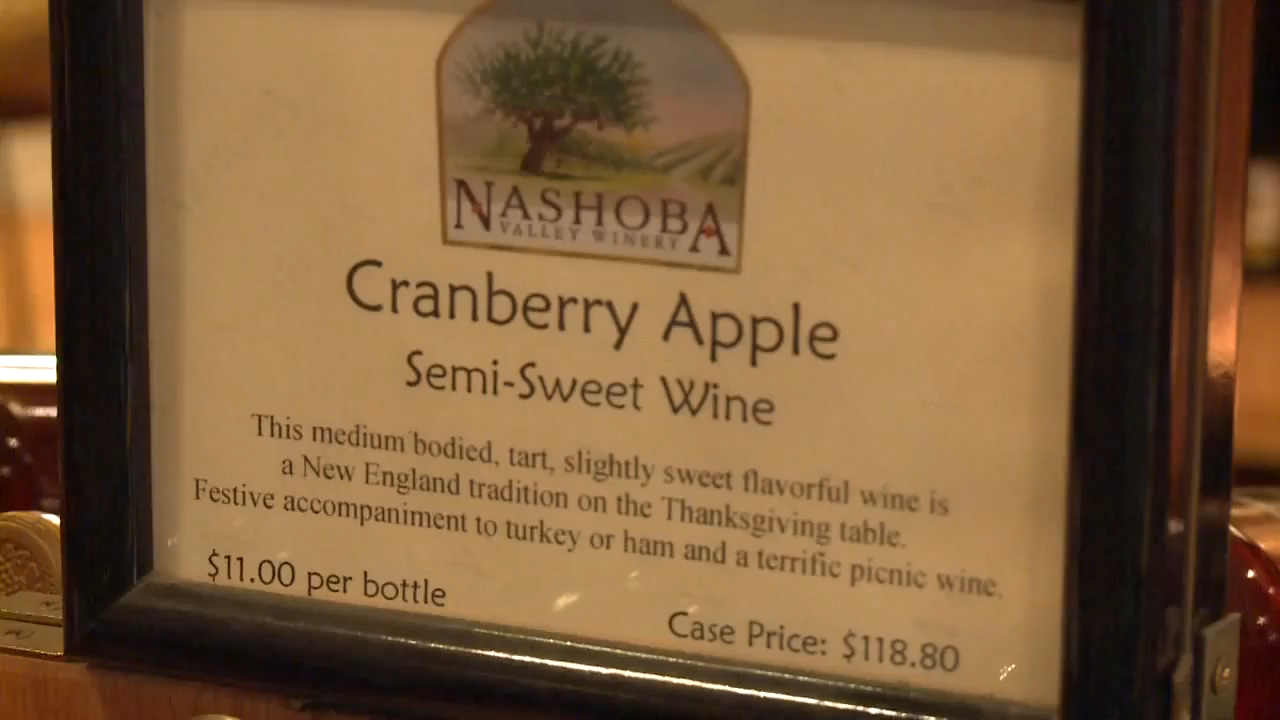 NASHOBA
VALLEY WINERY
Cranberry Apple
Semi-Sweet Wine
This medium bodied, tart, slightly sweet flavorful wine is
a New England tradition on the Thanksgiving table.
Festive accompaniment to turkey or ham and a terrific picnic wine.
$11.00 per bottle
Case Price: $118.80